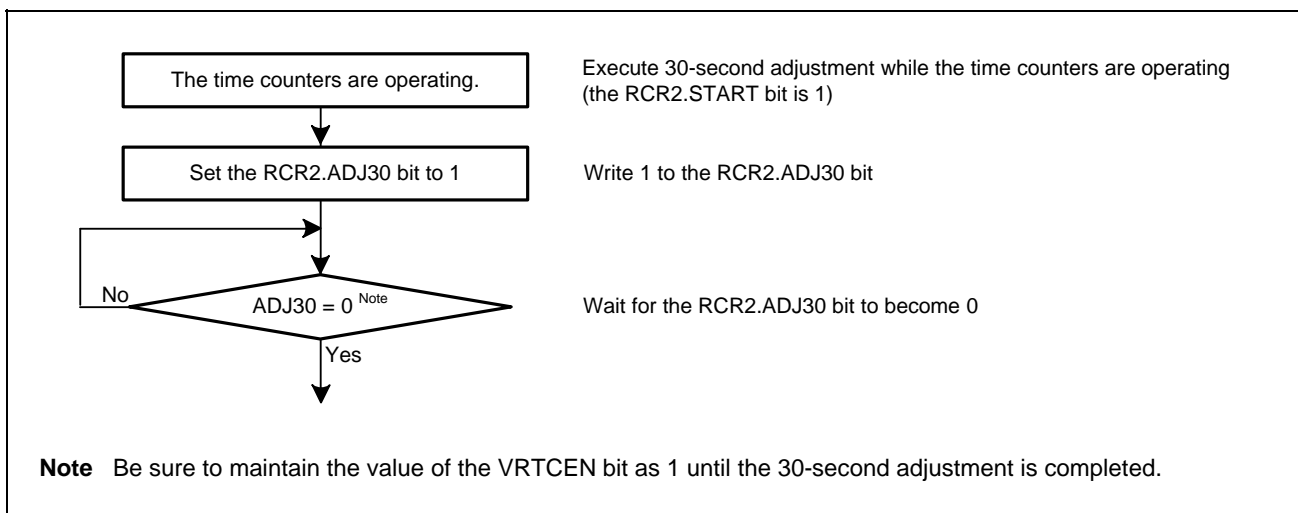 The time counters are operating.
Execute 30-second adjustment while the time counters are operating
(the RCR2.START bit is 1)
Set the RCR2.ADJ30 bit to 1
Write 1 to the RCR2.ADJ30 bit
No
ADJ30 = 0 Note
Wait for the RCR2.ADJ30 bit to become 0
Yes
Note Be sure to maintain the value of the VRTCEN bit as 1 until the 30-second adjustment is completed.